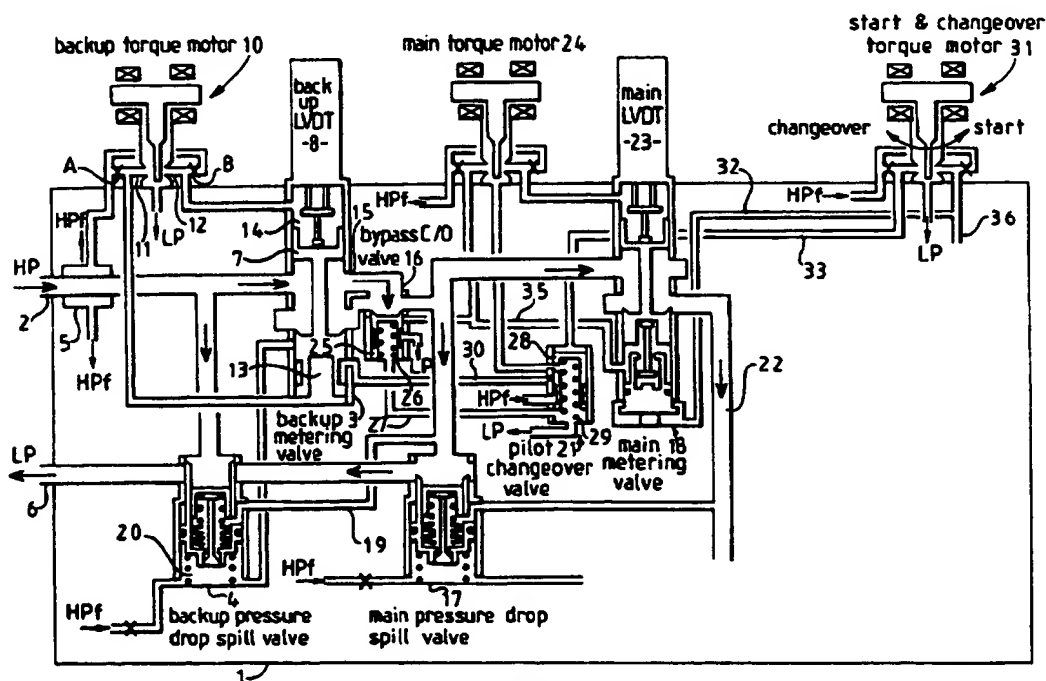 backup torque motor 10
main torque motor 24
start & changeover
torque motor 31
back
up
LVDT
-8-
main
LVDT
-23-
changeover
start
A
B
HPf
11
LP
12
14
7
15
bypass C/O
valve 16
HPf
HPf
32
33
LP
36
HP
2
5
HPf
25
13
26
LP
35
30
28
27
HPf
LP
29
22
backup 3
metering
valve
pilot 21
changeover
valve
main 18
metering
valve
LP
6
20
19
HPf
4
backup pressure
drop spill valve
HPf
17
main pressure drop
spill valve
1